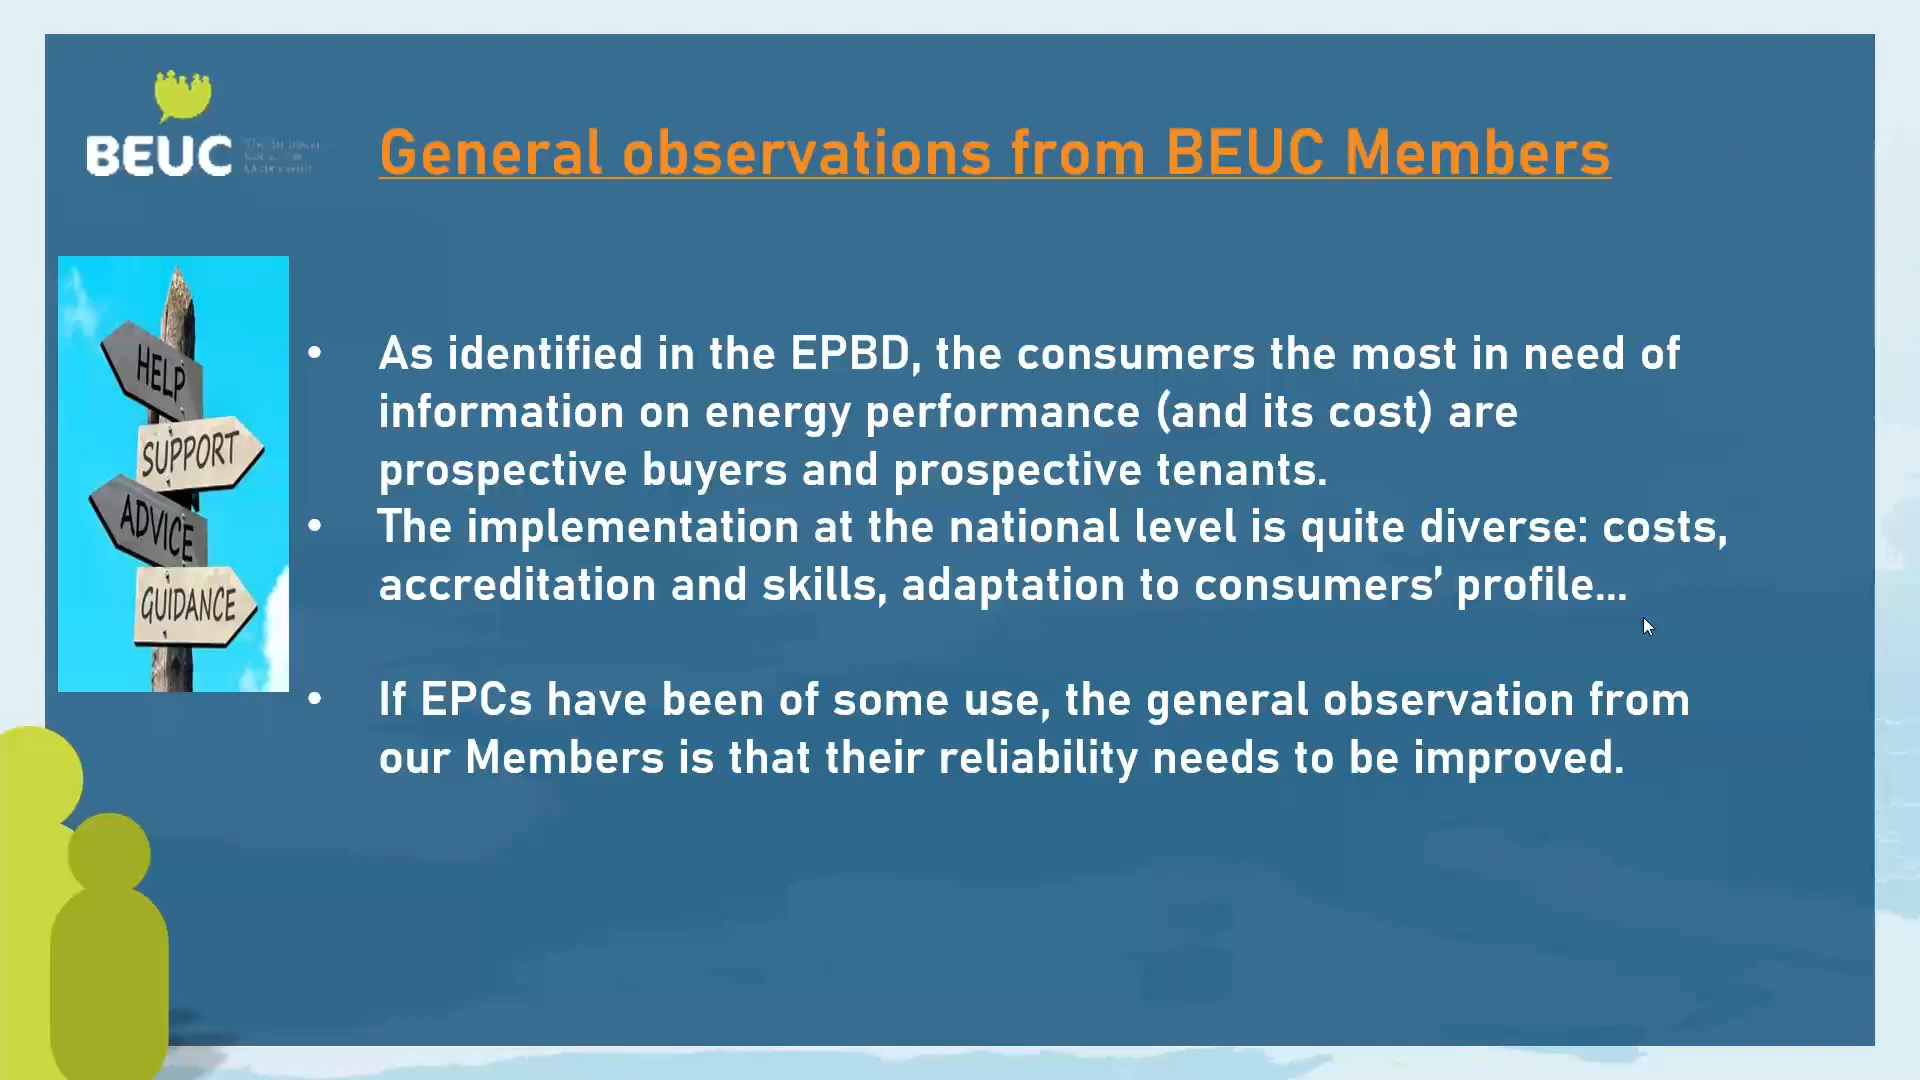 BEUC
General observations from BEUC Members
HELP
SUPPORT
ADVICE
GUIDANCE
• As identified in the EPBD, the consumers the most in need of
information on energy performance (and its cost) are
prospective buyers and prospective tenants.
• The implementation at the national level is quite diverse: costs,
accreditation and skills, adaptation to consumers’ profile...
• If EPCs have been of some use, the general observation from
our Members is that their reliability needs to be improved.